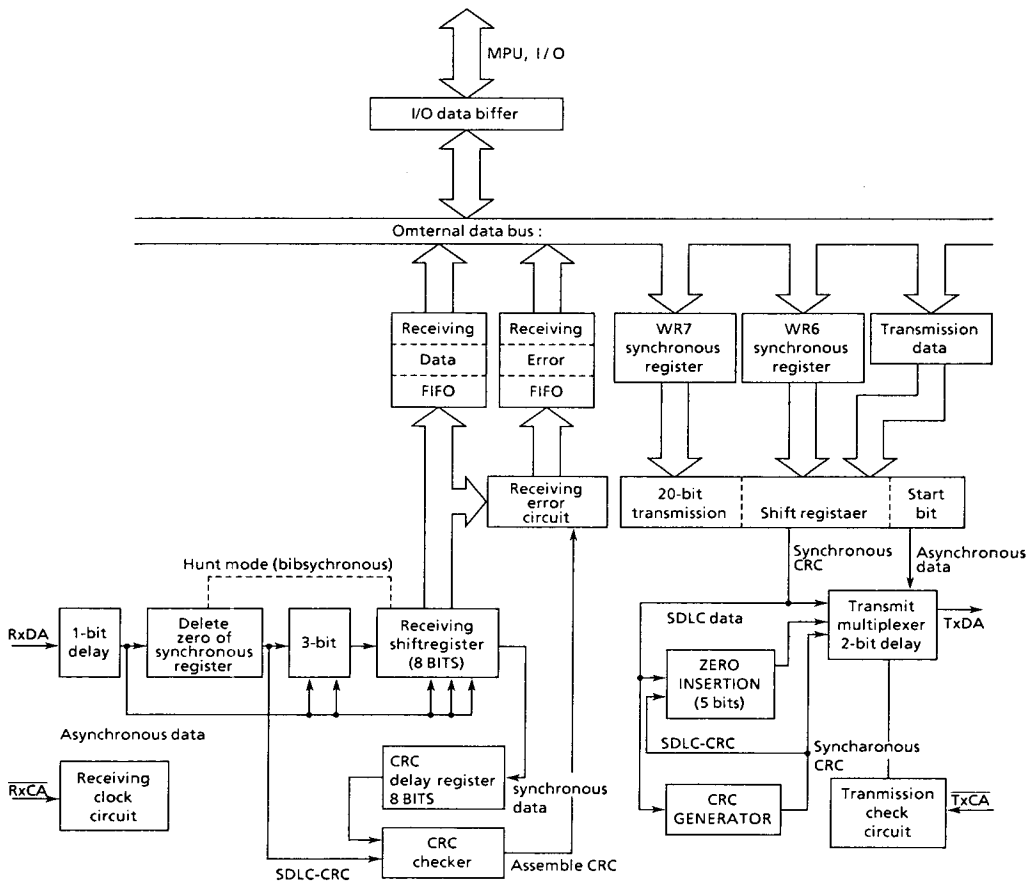 MPU, I/O
I/O data biffer
Omternal data bus :
Receiving
Data
FIFO
Receiving
Error
FIFO
WR7
synchronous
register
WR6
synchronous
register
Transmission
data
Receiving
error
circuit
20-bit
transmission
Shift registaer
Start
bit
Synchronous
CRC
Asynchronous
data
Hunt mode (bibsychronous)
RxDA
1-bit
delay
Delete
zero of
synchronous
register
3-bit
Receiving
shiftregister
(8 BITS)
SDLC data
Transmit
multiplexer
2-bit delay
TxDA
ZERO
INSERTION
(5 bits)
Asynchronous data
SDLC-CRC
Syncharonous
CRC
RxCA
Receiving
clock
circuit
CRC
delay register
8 BITS
synchronous
data
CRC
GENERATOR
Tranmission
check
circuit
TxCA
CRC
checker
Assemble CRC
SDLC-CRC